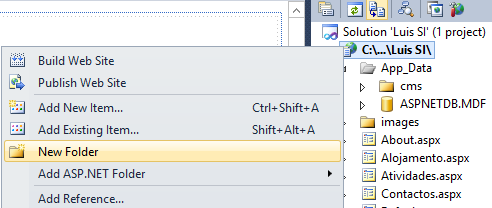 Build Web Site
Publish Web Site
Add New Item... Ctrl+Shift+A
Add Existing Item... Shift+Alt+A
New Folder
Add ASP.NET Folder
Add Reference...
Solution 'Luis SI' (1 project)
C:\...\Luis SI\
App_Data
cms
ASPNETDB.MDF
images
About.aspx
Alojamento.aspx
Atividades.aspx
Contactos.aspx